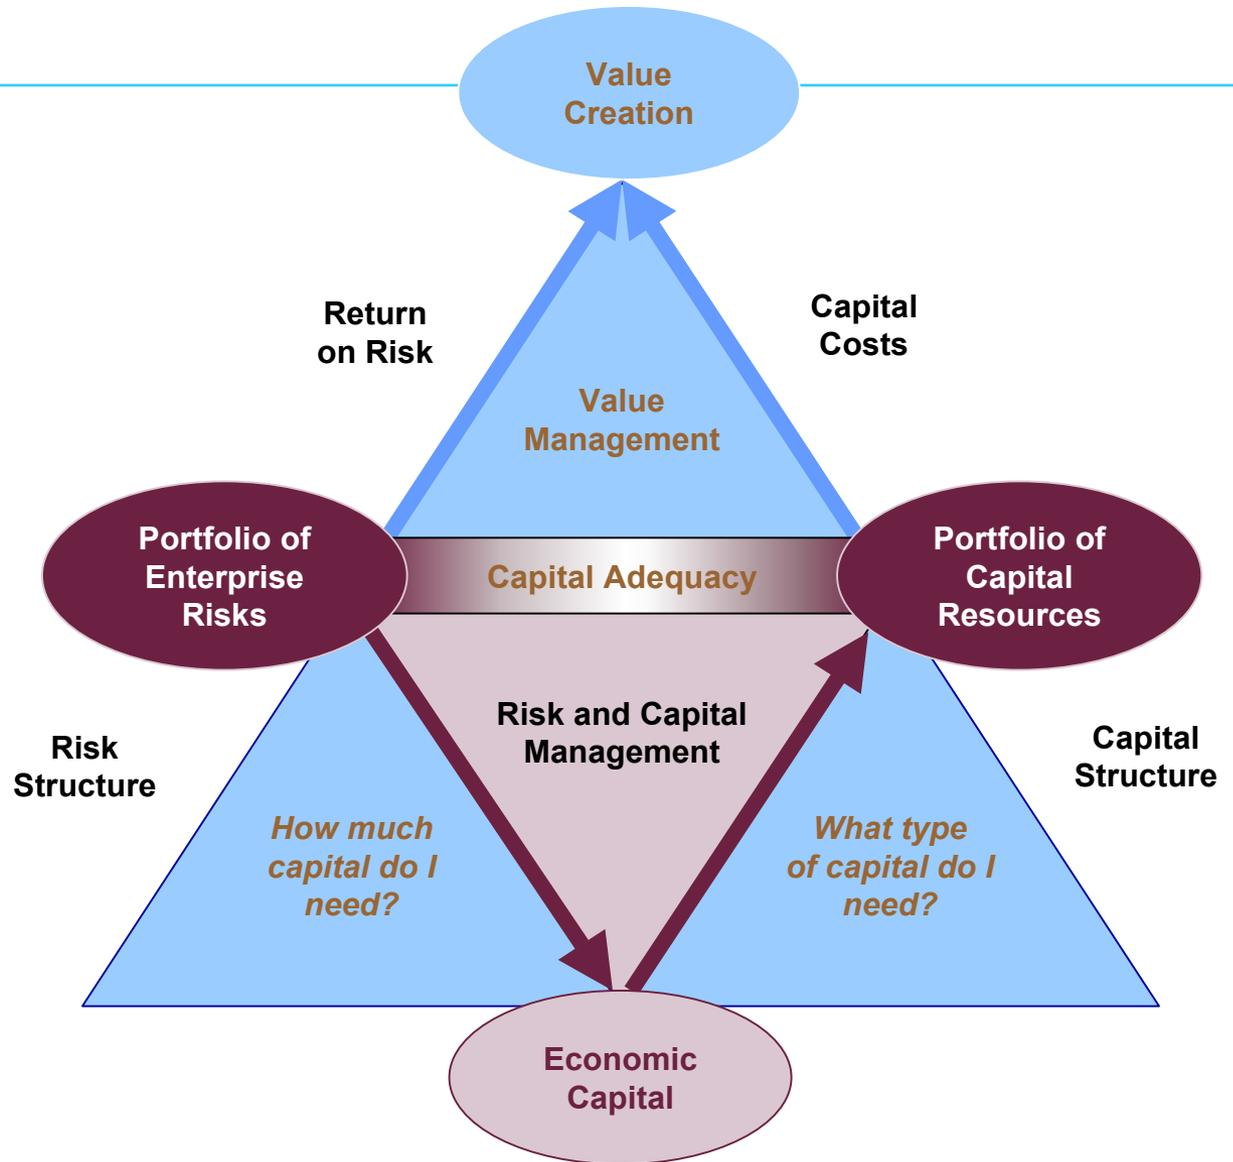 Value
Creation
Return
on Risk
Capital
Costs
Value
Management
Portfolio of
Enterprise
Risks
Capital Adequacy
Portfolio of
Capital
Resources
Risk and Capital
Management
Risk
Structure
Capital
Structure
How much
capital do I
need?
What type
of capital do I
need?
Economic
Capital